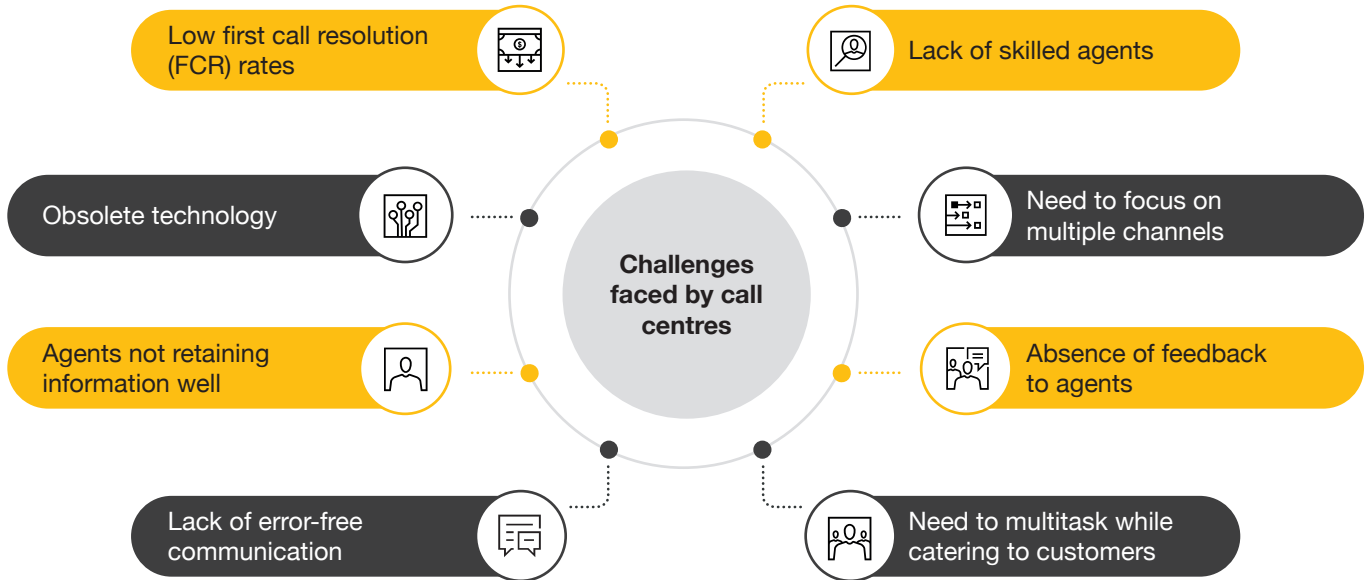 Low first call resolution
(FCR) rates
Lack of skilled agents
Obsolete technology
Need to focus on
multiple channels
Challenges
faced by call
centres
Agents not retaining
information well
Absence of feedback
to agents
Lack of error-free
communication
Need to multitask while
catering to customers